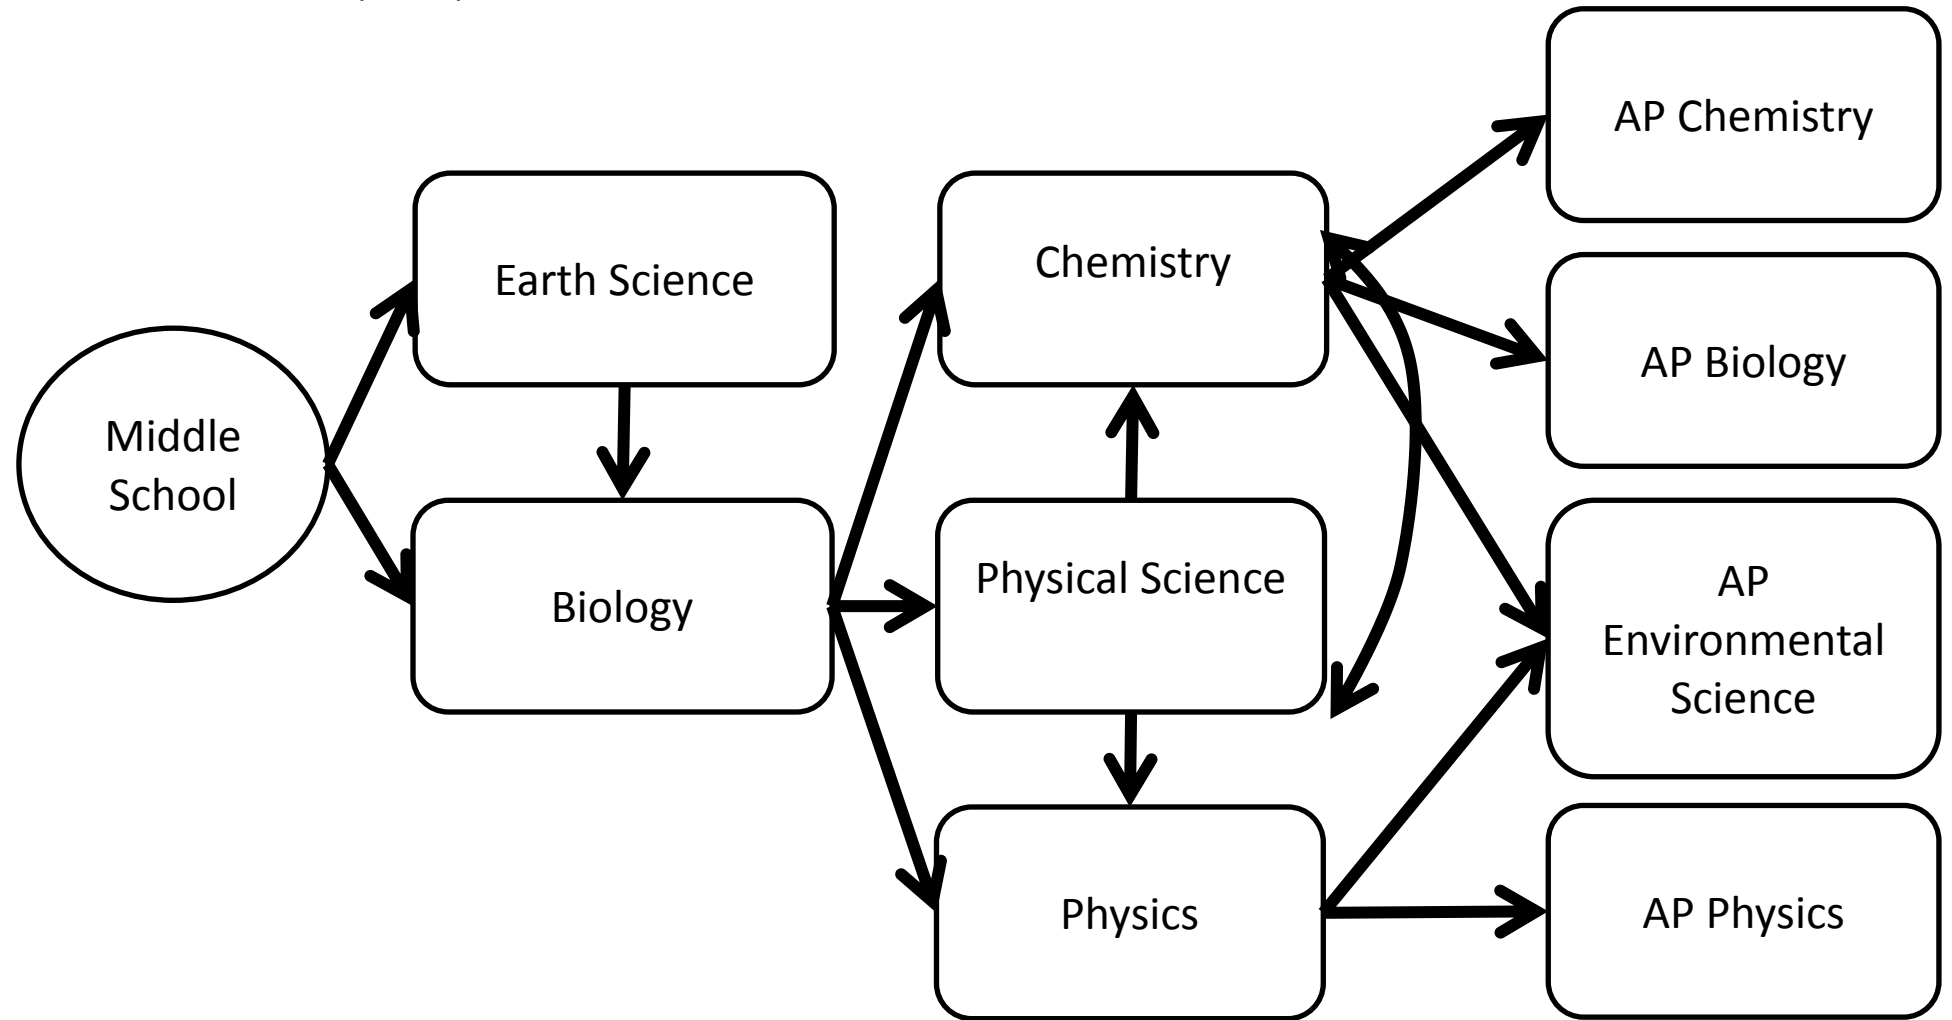 AP Chemistry
Earth Science
Chemistry
AP Biology
Middle
School
Biology
Physical Science
AP
Environmental
Science
Physics
AP Physics